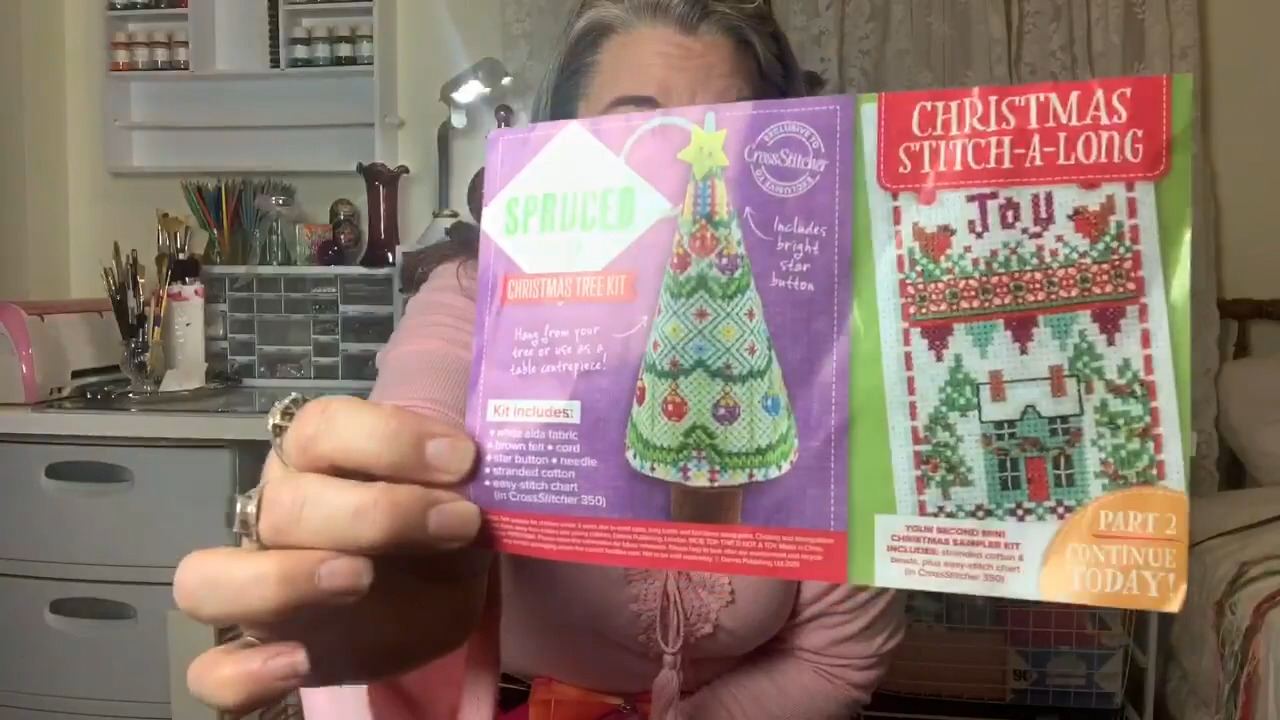 SPRUCED
CHRISTMAS TREE KIT
EXCLUSIVE TO
CrossStitcher
EXCLUSIVE TO
Includes
bright
star
button
Hang from your
tree or use as a
table centrepiece!
Kit includes:
• white aida fabric
• brown felt • cord
• star button • needle
• stranded cotton
• easy-stitch chart
(in CrossStitcher 350)
CHRISTMAS
STITCH-A-LONG
JOY
YOUR SECOND MINI
CHRISTMAS SAMPLER KIT
INCLUDES: stranded cotton &
beads, plus easy-stitch chart
(in CrossStitcher 350)
PART 2
CONTINUE
TODAY!